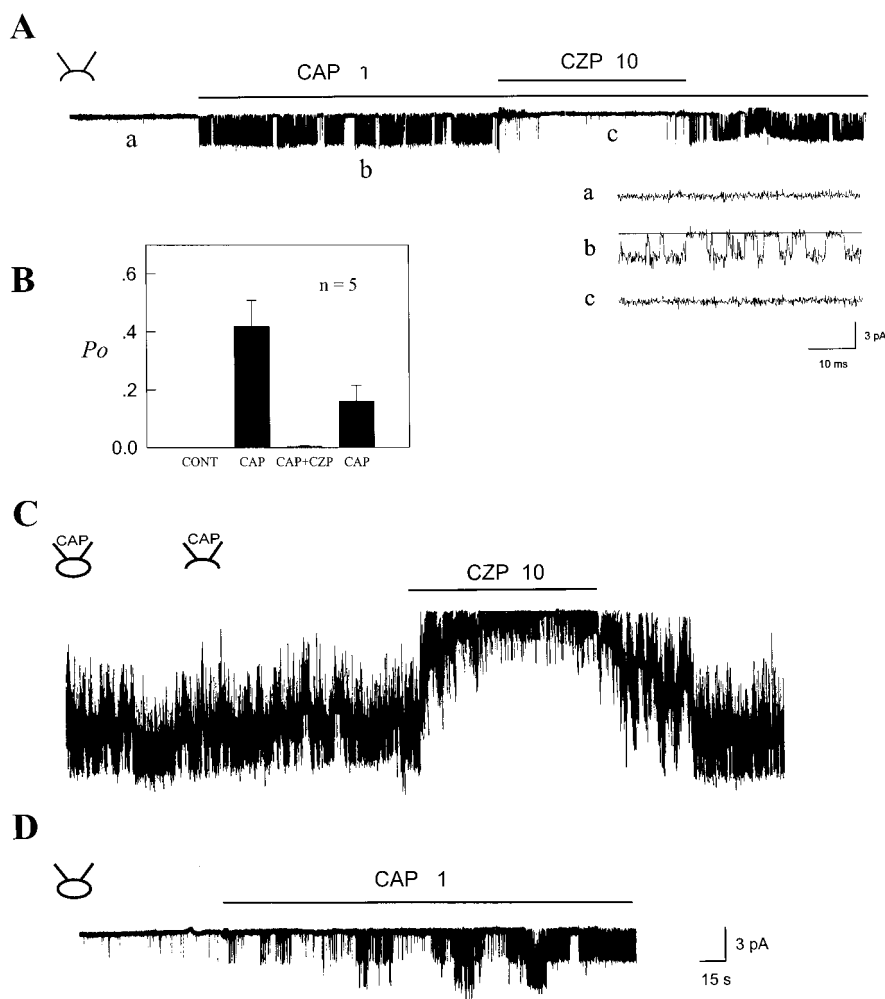 A
CAP 1
CZP 10
a
b
c
a
b
c
3 pA
10 ms
B
.6
.4
.2
0.0
Po
n = 5
CONT CAP CAP+CZP CAP
C
CAP
CAP
CZP 10
D
CAP 1
3 pA
15 s